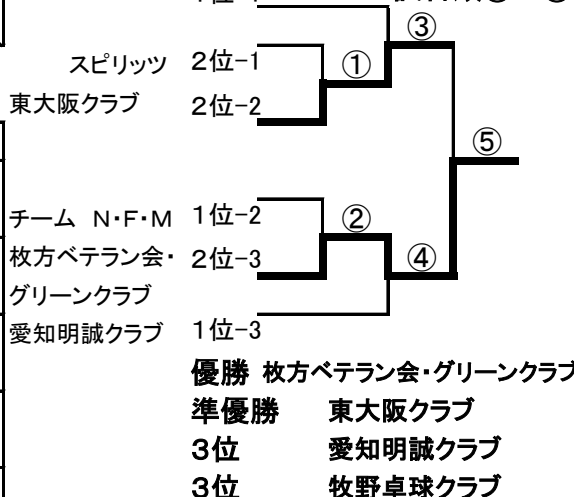 ③
スピリッツ 2位-1 ①
東大阪クラブ 2位-2
⑤
チーム N・F・M 1位-2 ②
枚方ベテラン会・ 2位-3 ④
グリーンクラブ
愛知明誠クラブ 1位-3
優勝 枚方ベテラン会・グリーンクラブ
準優勝 東大阪クラブ
3位 愛知明誠クラブ
3位 牧野卓球クラブ